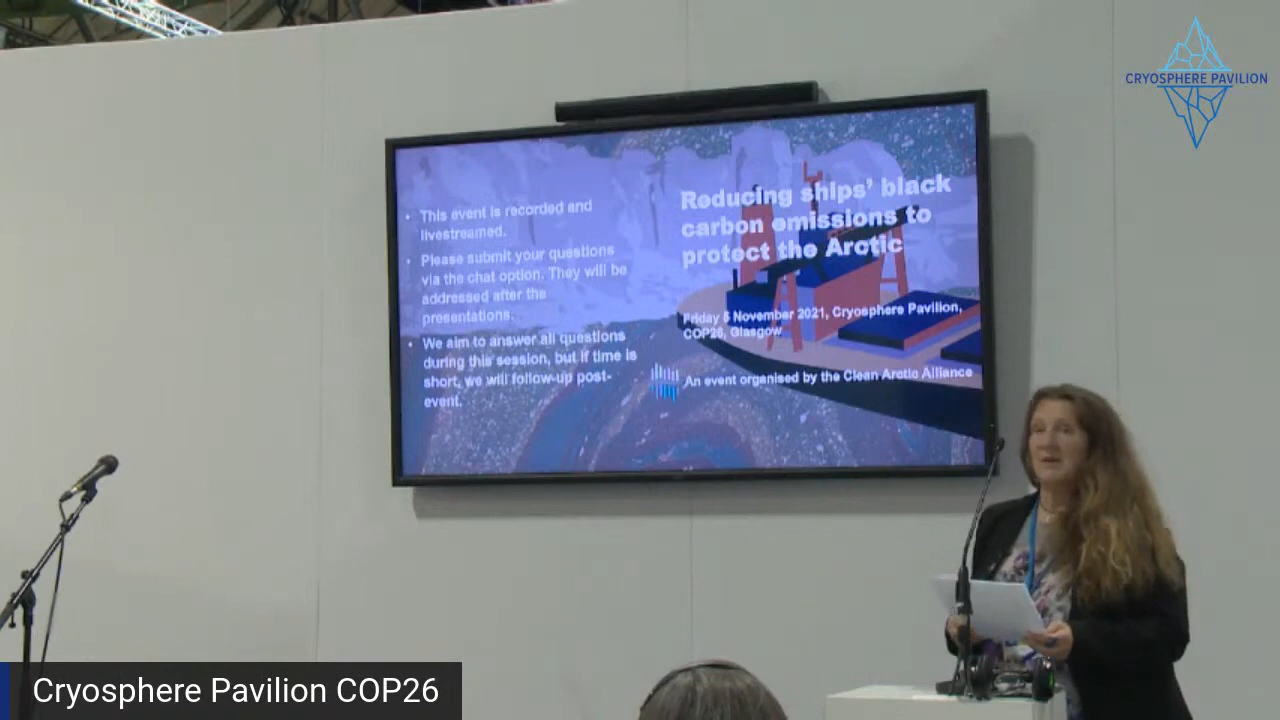 CRYOSPHERE PAVILION
• This event is recorded and
livestreamed.
• Please submit your questions
via the chat option. They will be
addressed after the
presentations.
• We aim to answer all questions
during this session, but if time is
short, we will follow-up post-
event.
Reducing ships' black
carbon emissions to
protect the Arctic
Friday 5 November 2021, Cryosphere Pavilion,
COP26, Glasgow
An event organised by the Clean Arctic Alliance
Cryosphere Pavilion COP26